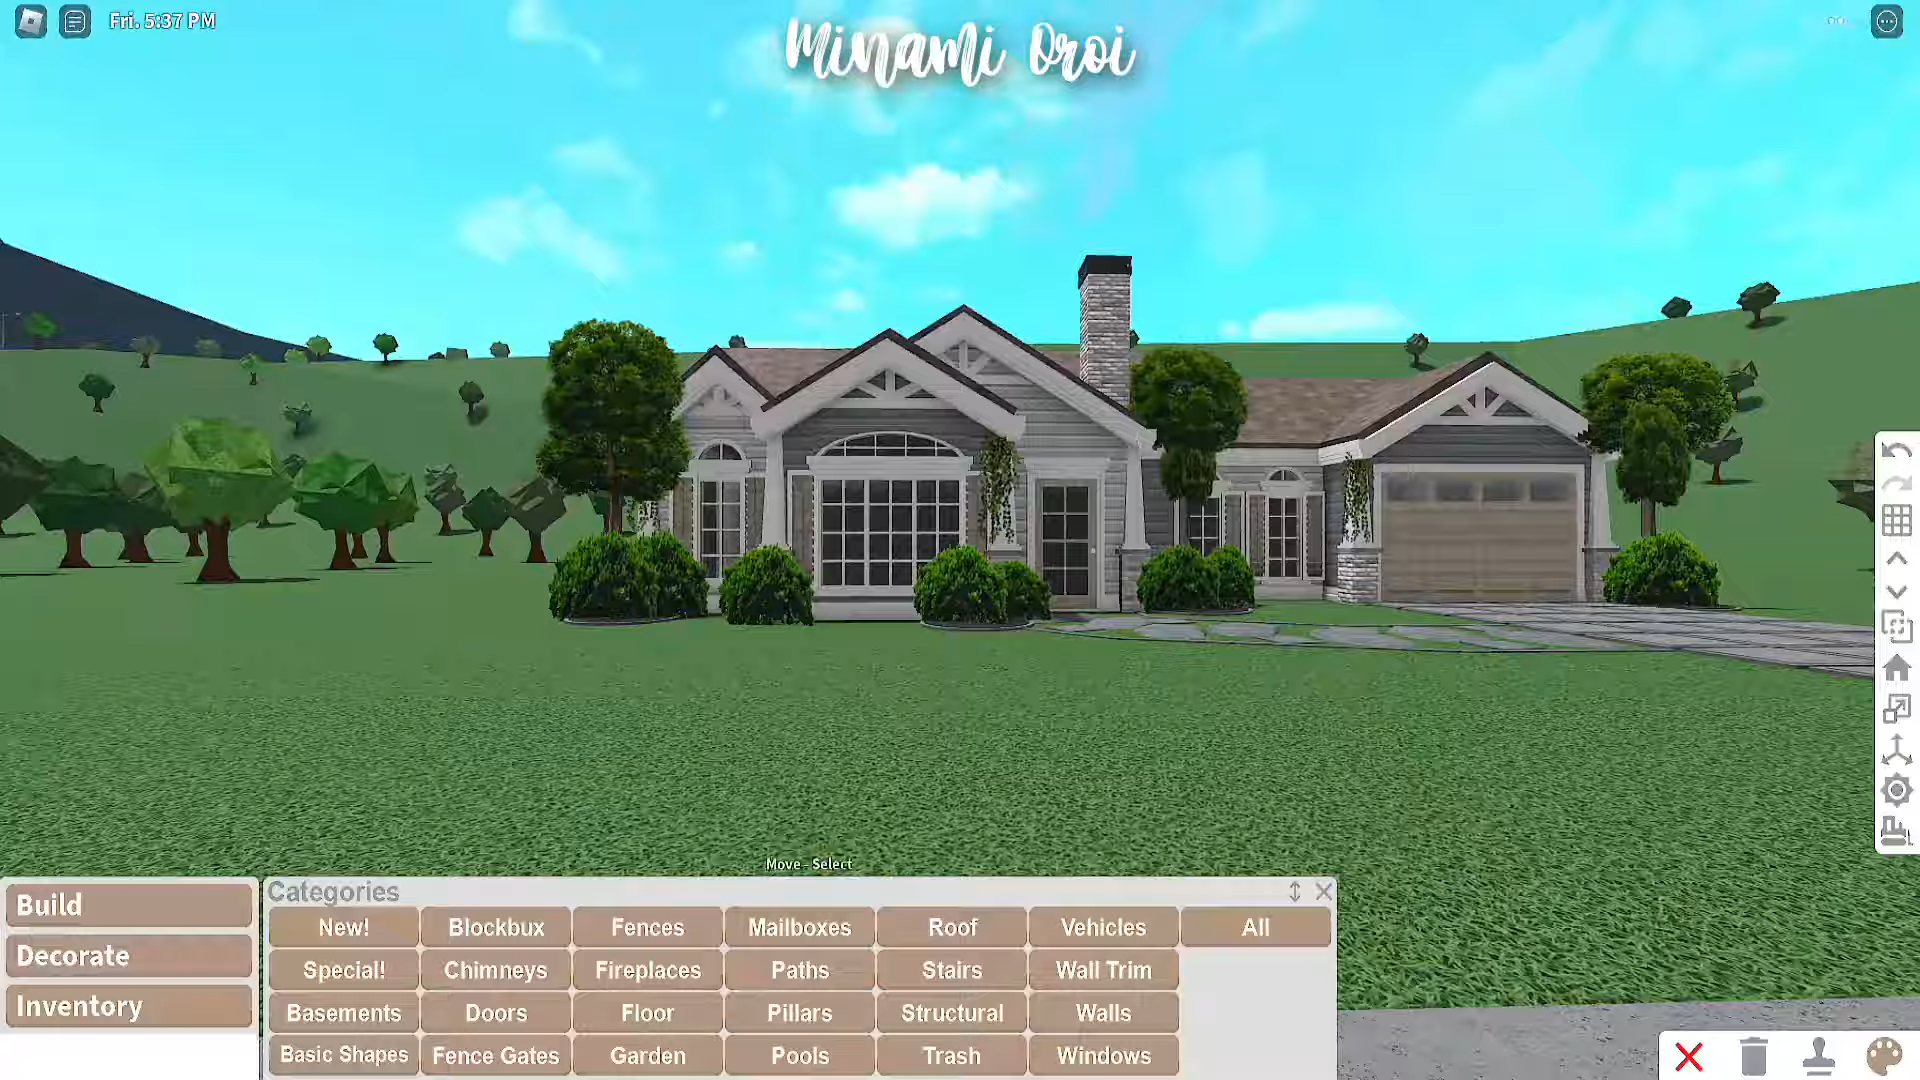 Fri. 5:37 PM
Minami Oroi
Move - Select
Build
Decorate
Inventory
Categories
New! Blockbux Fences Mailboxes Roof Vehicles All
Special! Chimneys Fireplaces Paths Stairs Wall Trim
Basements Doors Floor Pillars Structural Walls
Basic Shapes Fence Gates Garden Pools Trash Windows